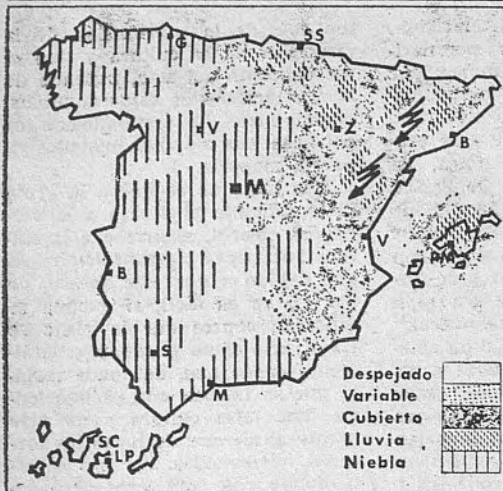 C G SS
V Z B
M
B V PM
S
M
SC
LP
Despejado
Variable
Cubierto
Lluvia
Niebla